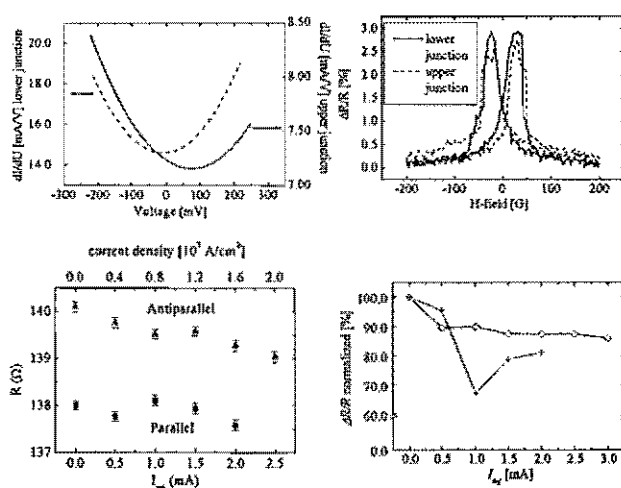 20.0
18.0
16.0
14.0
dI/dU [mA/V] lower junction
8.50
8.00
7.50
7.00
dI/dU [mA/V] upper junction
-300 -200 -100 0 100 200 300
Voltage [mV]
3.0
2.5
2.0
1.5
1.0
0.5
0.0
ΔR/R [%]
lower
junction
upper
junction
-200 -100 0 100 200
H-field [G]
current density [10³ A/cm²]
0.0 0.4 0.8 1.2 1.6 2.0
140
139
138
137
R (Ω)
Antiparallel
Parallel
0.0 0.5 1.0 1.5 2.0 2.5
(mA)
100.0
90.0
80.0
70.0
60.0
0.0
ΔR/R normalized [%]
0.0 0.5 1.0 1.5 2.0 2.5 3.0
[mA]